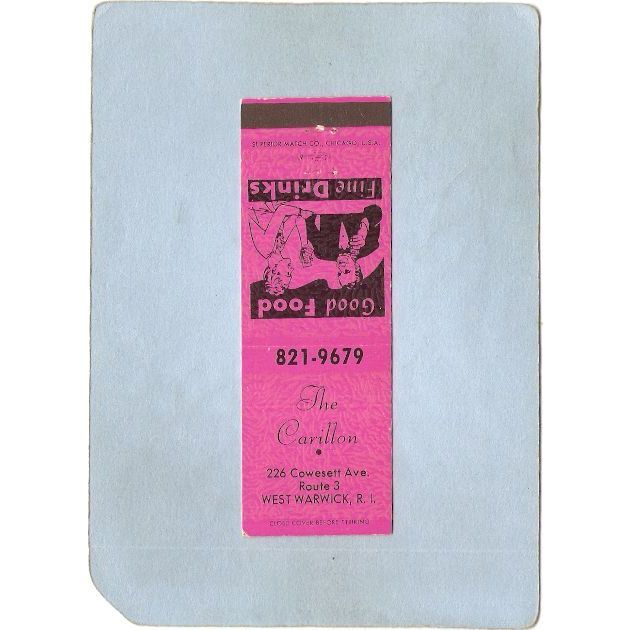 SUPERIOR MATCH CO., CHICAGO, U.S.A.
Good Food
Fine Drinks
821-9679
The
Carillon
226 Cowesett Ave.
Route 3
WEST WARWICK, R. I.
CLOSE COVER BEFORE STRIKING